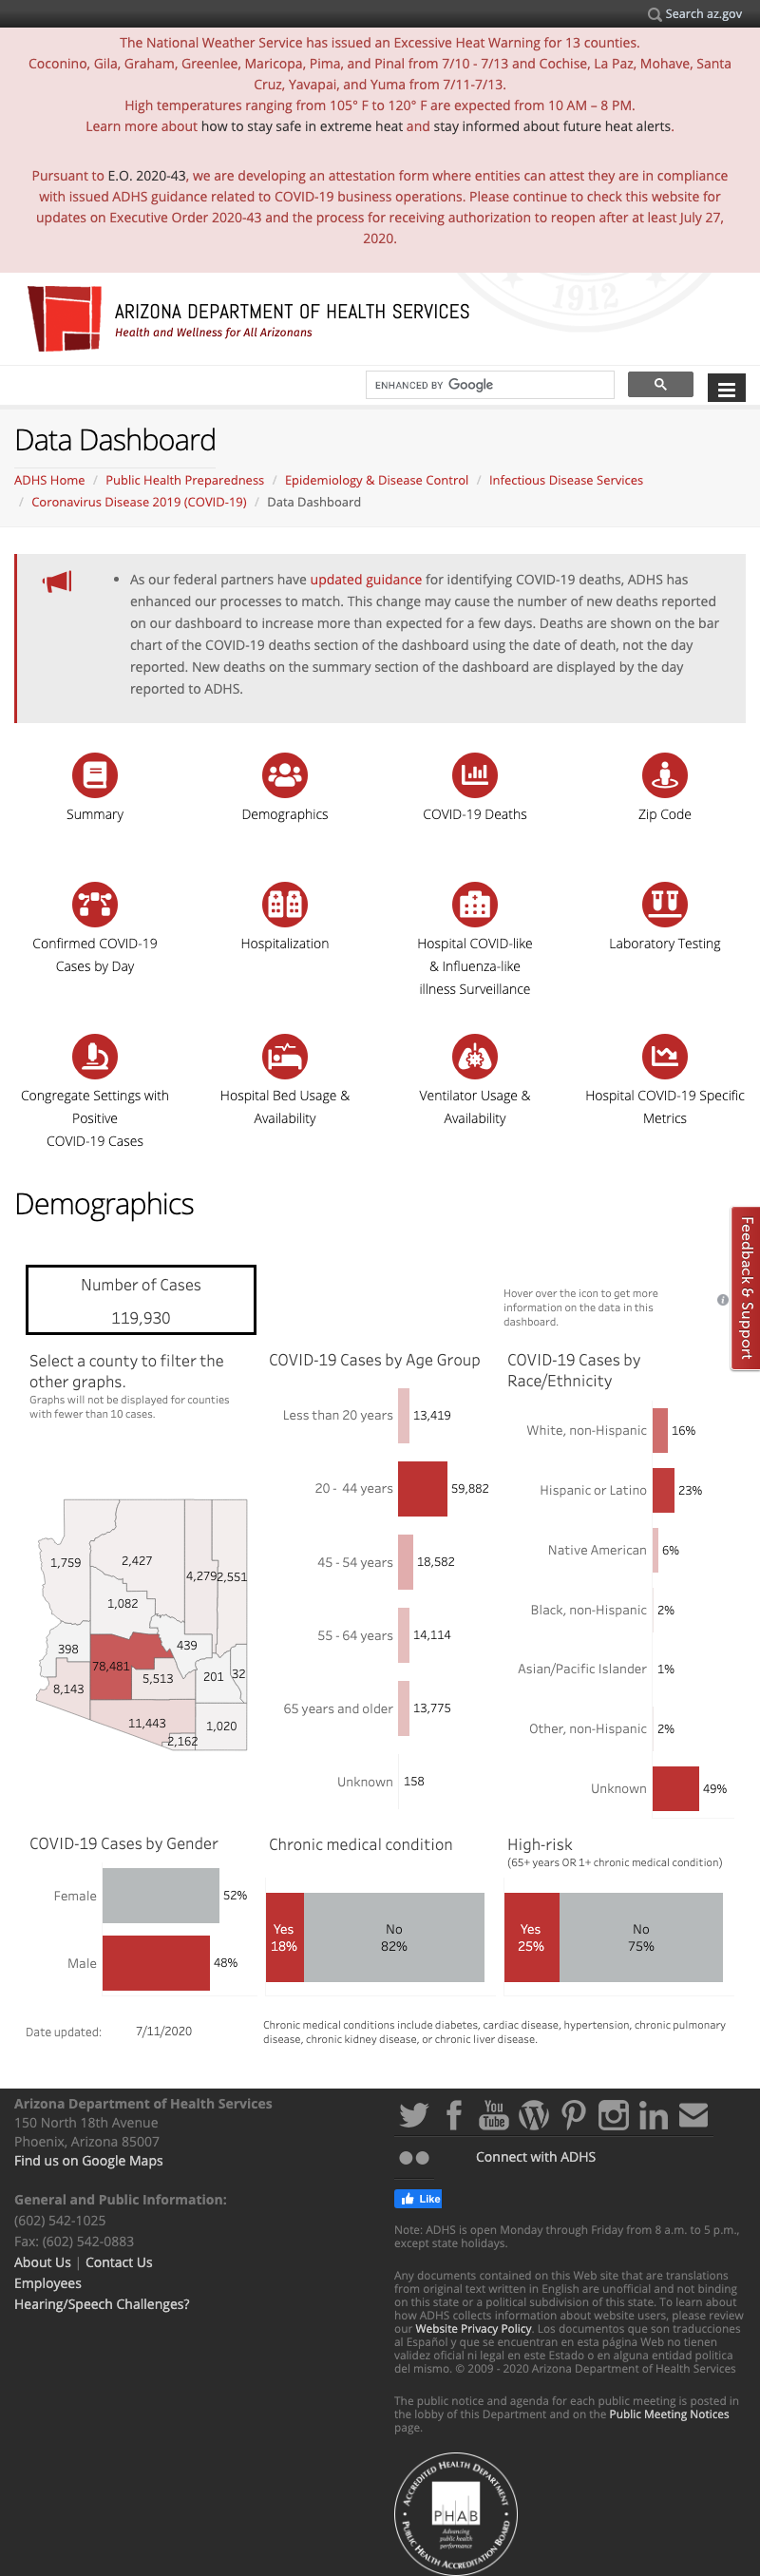 Search az.gov
The National Weather Service has issued an Excessive Heat Warning for 13 counties.
Coconino, Gila, Graham, Greenlee, Maricopa, Pima, and Pinal from 7/10 - 7/13 and Cochise, La Paz, Mohave, Santa
Cruz, Yavapai, and Yuma from 7/11-7/13.
High temperatures ranging from 105° F to 120° F are expected from 10 AM – 8 PM.
Learn more about how to stay safe in extreme heat and stay informed about future heat alerts.
Pursuant to E.O. 2020-43, we are developing an attestation form where entities can attest they are in compliance
with issued ADHS guidance related to COVID-19 business operations. Please continue to check this website for
updates on Executive Order 2020-43 and the process for receiving authorization to reopen after at least July 27,
2020.
1912
ARIZONA DEPARTMENT OF HEALTH SERVICES
Health and Wellness for All Arizonans
ENHANCED BY Google
Data Dashboard
ADHS Home / Public Health Preparedness / Epidemiology & Disease Control / Infectious Disease Services
/ Coronavirus Disease 2019 (COVID-19) / Data Dashboard
• As our federal partners have updated guidance for identifying COVID-19 deaths, ADHS has
enhanced our processes to match. This change may cause the number of new deaths reported
on our dashboard to increase more than expected for a few days. Deaths are shown on the bar
chart of the COVID-19 deaths section of the dashboard using the date of death, not the day
reported. New deaths on the summary section of the dashboard are displayed by the day
reported to ADHS.
Summary
Demographics
COVID-19 Deaths
Zip Code
Confirmed COVID-19
Cases by Day
Hospitalization
Hospital COVID-like
& Influenza-like
illness Surveillance
Laboratory Testing
Congregate Settings with
Positive
COVID-19 Cases
Hospital Bed Usage &
Availability
Ventilator Usage &
Availability
Hospital COVID-19 Specific
Metrics
Demographics
Feedback & Support
Number of Cases
119,930
Hover over the icon to get more
information on the data in this
dashboard.
Select a county to filter the
other graphs.
Graphs will not be displayed for counties
with fewer than 10 cases.
1,759
2,427
4,279
2,551
1,082
398
439
78,481
8,143
5,513
201
32
11,443
1,020
2,162
COVID-19 Cases by Age Group
Less than 20 years 13,419
20 - 44 years 59,882
45 - 54 years 18,582
55 - 64 years 14,114
65 years and older 13,775
Unknown 158
COVID-19 Cases by
Race/Ethnicity
White, non-Hispanic 16%
Hispanic or Latino 23%
Native American 6%
Black, non-Hispanic 2%
Asian/Pacific Islander 1%
Other, non-Hispanic 2%
Unknown 49%
COVID-19 Cases by Gender
Female 52%
Male 48%
Chronic medical condition
Yes
18%
No
82%
High-risk
(65+ years OR 1+ chronic medical condition)
Yes
25%
No
75%
Date updated: 7/11/2020
Chronic medical conditions include diabetes, cardiac disease, hypertension, chronic pulmonary
disease, chronic kidney disease, or chronic liver disease.
Arizona Department of Health Services
150 North 18th Avenue
Phoenix, Arizona 85007
Find us on Google Maps
General and Public Information:
(602) 542-1025
Fax: (602) 542-0883
About Us | Contact Us
Employees
Hearing/Speech Challenges?
You
Tube
Connect with ADHS
Like
Note: ADHS is open Monday through Friday from 8 a.m. to 5 p.m.,
except state holidays.
Any documents contained on this Web site that are translations
from original text written in English are unofficial and not binding
on this state or a political subdivision of this state. To learn about
how ADHS collects information about website users, please review
our Website Privacy Policy. Los documentos que son traducciones
al Español y que se encuentran en esta página Web no tienen
validez oficial ni legal en este Estado o en alguna entidad politica
del mismo. © 2009 - 2020 Arizona Department of Health Services
The public notice and agenda for each public meeting is posted in
the lobby of this Department and on the Public Meeting Notices
page.
ACCREDITED HEALTH DEPARTMENT
PHAB
Advancing
public health
performance
PUBLIC HEALTH ACCREDITATION BOARD